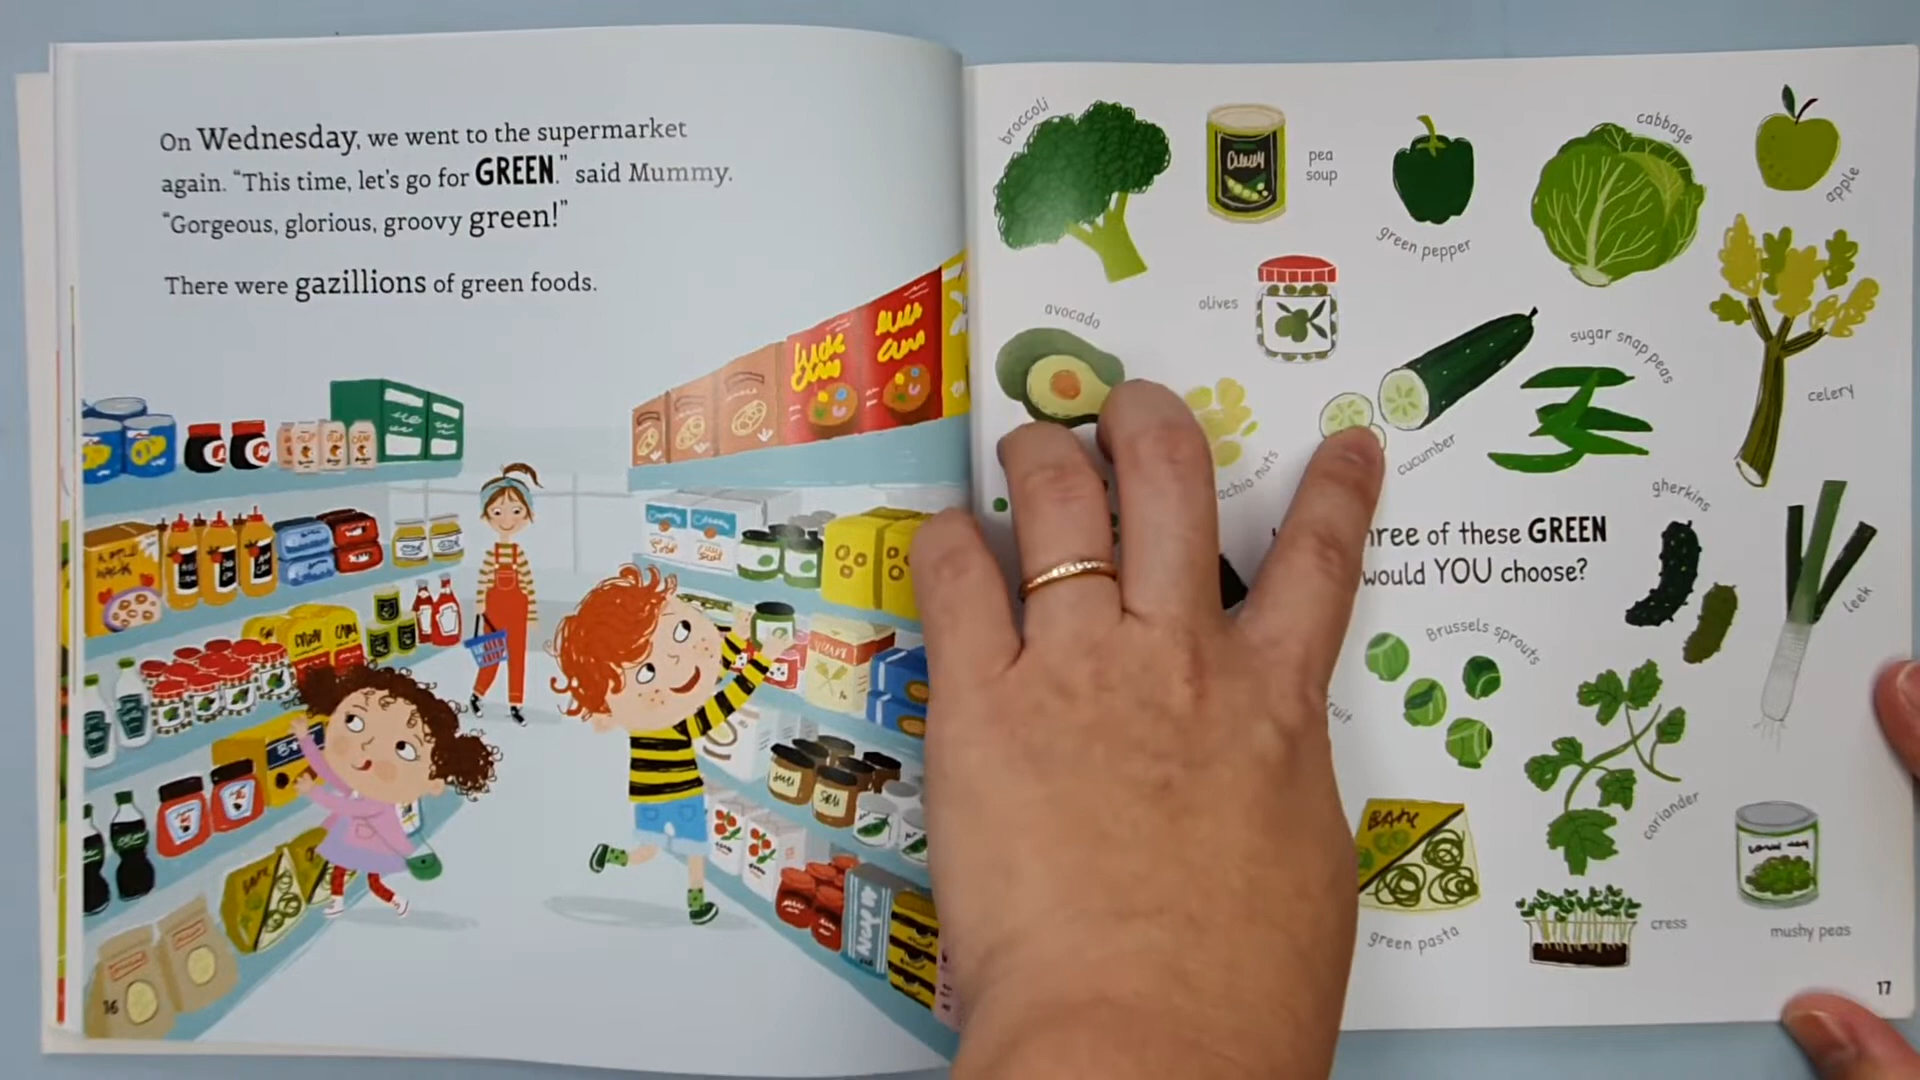 On Wednesday, we went to the supermarket
again. “This time, let's go for GREEN.” said Mummy.
“Gorgeous, glorious, groovy green!”
There were gazillions of green foods.
16
broccoli
pea
soup
green pepper
cabbage
apple
olives
avocado
sugar snap peas
celery
cucumber
nuts
gherkins
of these GREEN
would YOU choose?
leek
Brussels sprouts
coriander
green pasta
cress
mushy peas
17